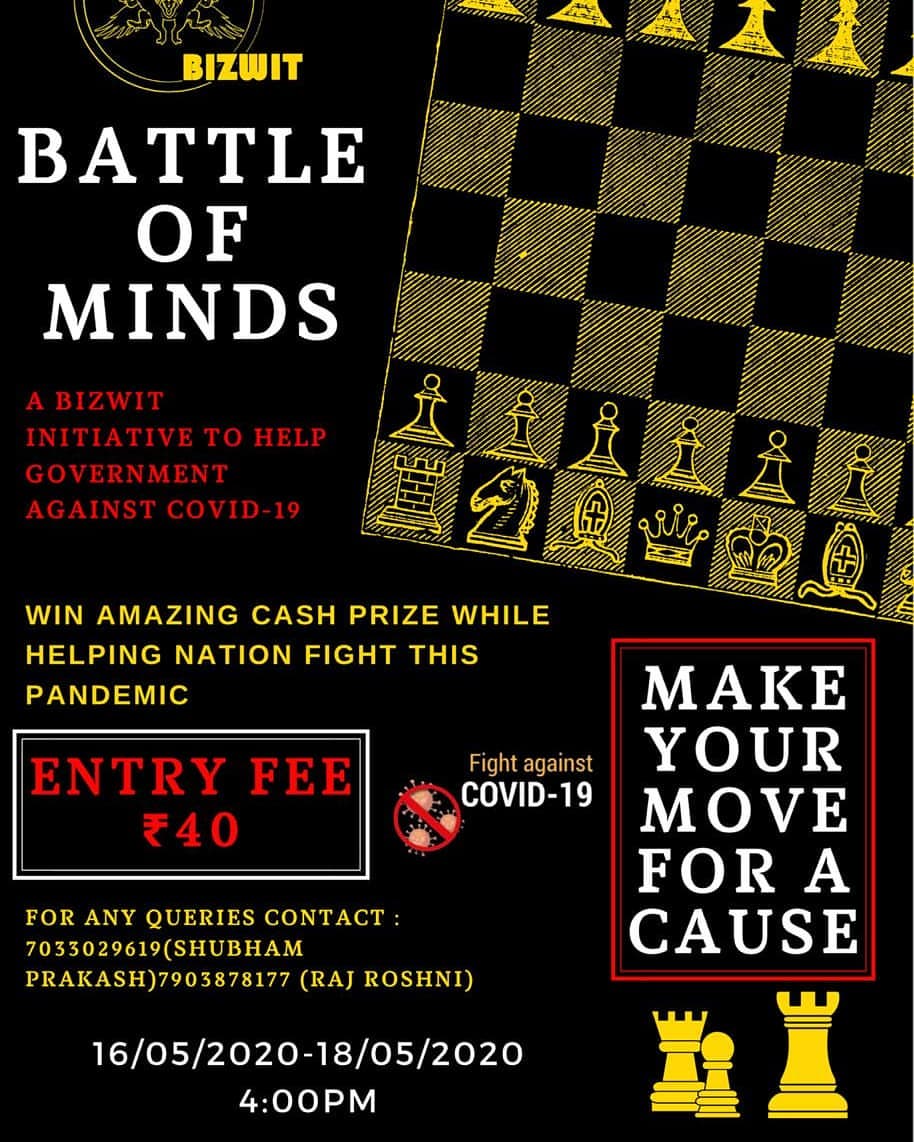 BIZWIT
BATTLE
OF
MINDS
A BIZWIT
INITIATIVE TO HELP
GOVERNMENT
AGAINST COVID-19
WIN AMAZING CASH PRIZE WHILE
HELPING NATION FIGHT THIS
PANDEMIC
ENTRY FEE
₹40
Fight against
COVID-19
MAKE
YOUR
MOVE
FOR A
CAUSE
FOR ANY QUERIES CONTACT :
7033029619(SHUBHAM
PRAKASH)7903878177 (RAJ ROSHNI)
16/05/2020-18/05/2020
4:00PM